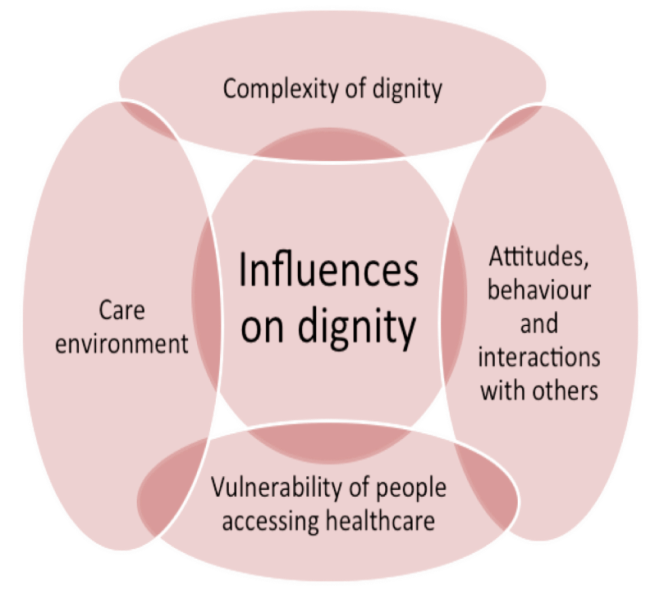 Complexity of dignity
Influences
on dignity
Care
environment
Attitudes,
behaviour
and
interactions
with others
Vulnerability of people
accessing healthcare